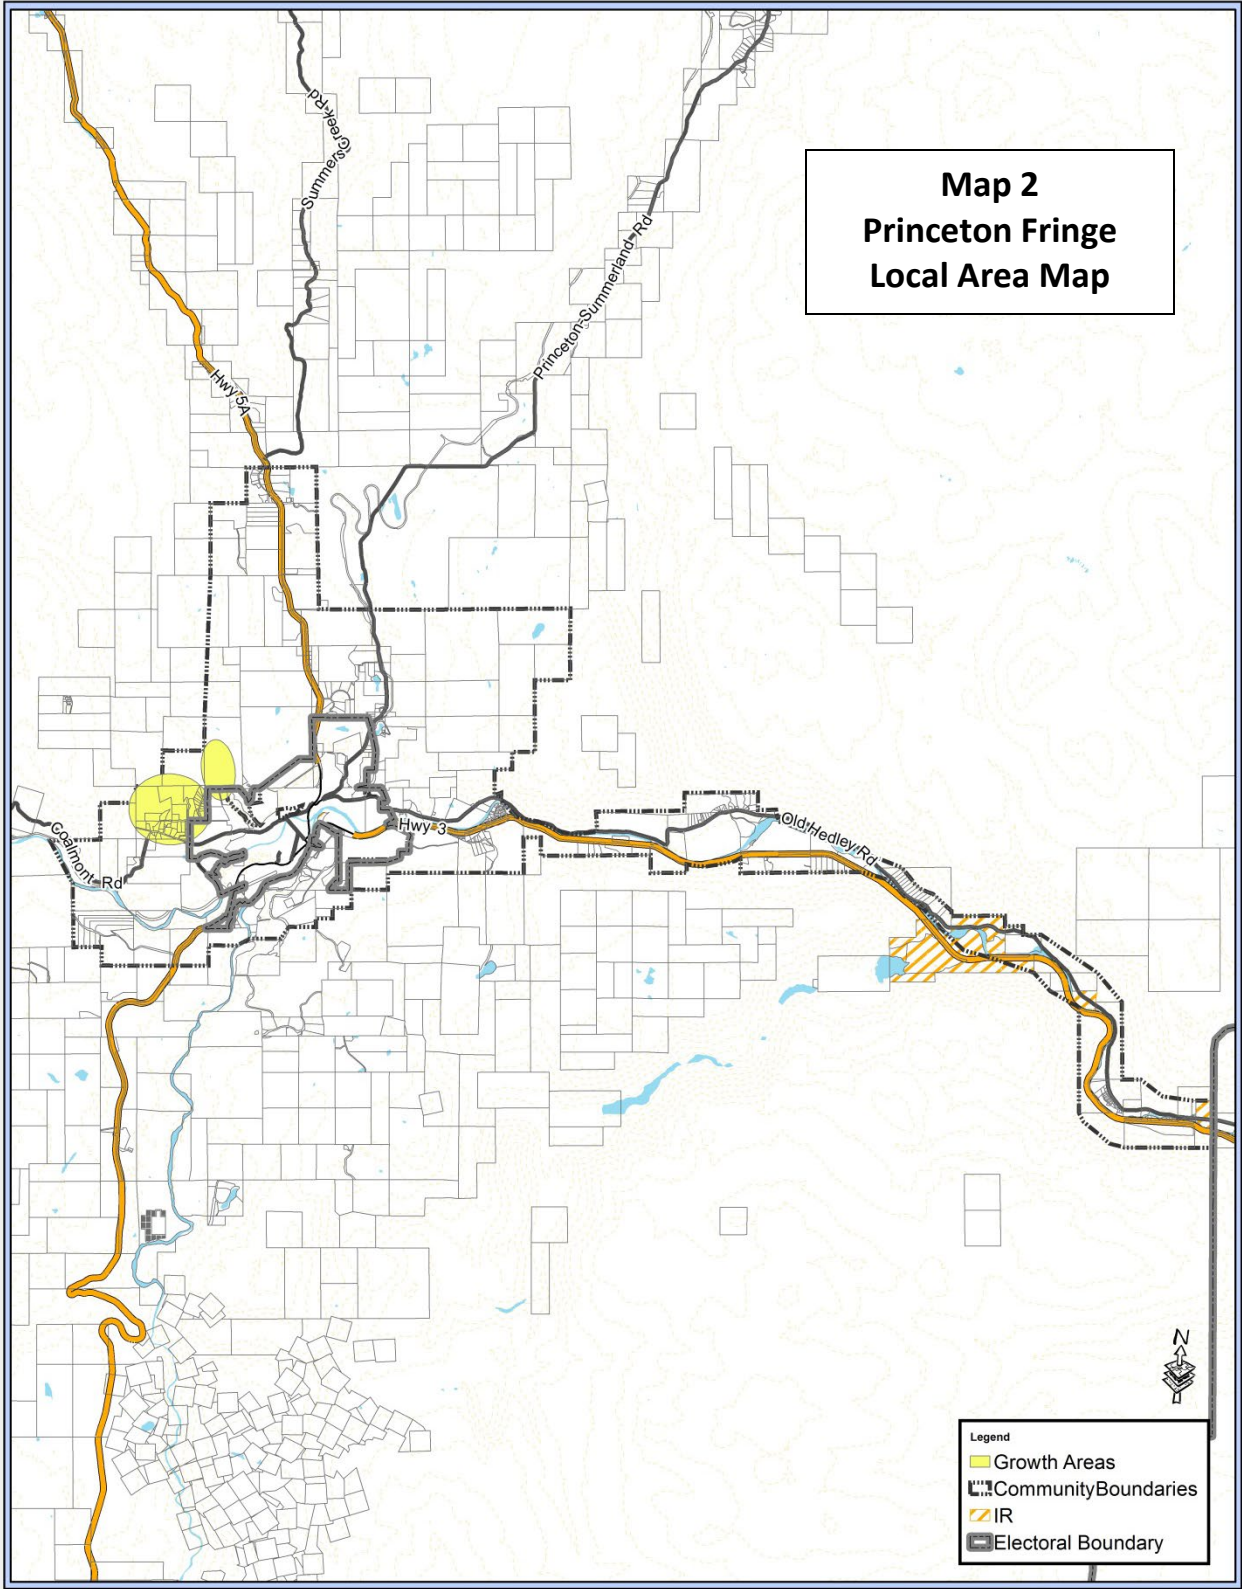 Map 2
Princeton Fringe
Local Area Map
Summers Creek Rd
Princeton-Summerland Rd
Hwy 5A
Hwy 3
Old Hedley Rd
Coalmont Rd
N
Legend
Growth Areas
CommunityBoundaries
IR
Electoral Boundary